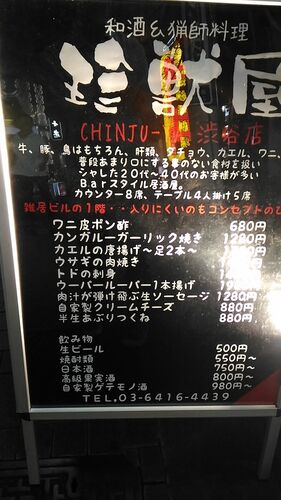 和酒&猟師料理
珍獣屋
CHINJU- 渋谷店
牛、豚、鳥はもちろん、肝類、ダチョウ、カエル、ワニ、
普段あまり口にする事のない食材を扱い
シャレた20代~40代のお客様が多い
Barスタイル居酒屋。
カウンター8席、テーブル4人掛け5席
雑居ビルの1階・・入りにくいのもコンセプトのひ
ワニ皮ポン酢 680円
カンガルーガーリック焼き 1280円
カエルの唐揚げ~足2本~
ウサギの肉焼き
トドの刺身
ウーパールーパー1本揚げ
肉汁が弾け飛ぶ生ソーセージ 1280円
自家製クリームチーズ 880円
半生あぶりつくね 880円
飲み物
生ビール 500円
焼酎類 550円~
日本酒 750円~
高級果実酒 800円~
自家製ゲテモノ酒 980円~
TEL.03-6416-4439